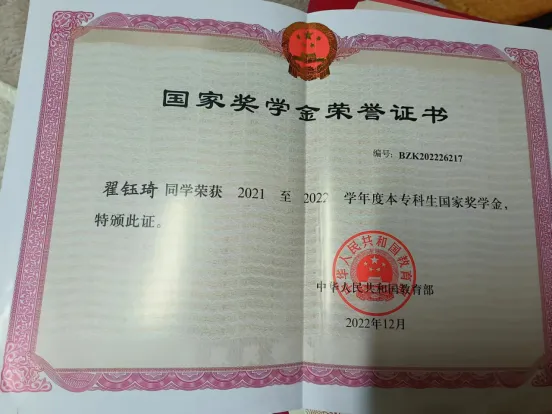 国家奖学金荣誉证书
编号: BZK202226217
翟钰琦 同学荣获 2021 至 2022 学年度本专科生国家奖学金,
特颁此证。
中华人民共和国教育部
中华人民共和国教育部
2022年12月